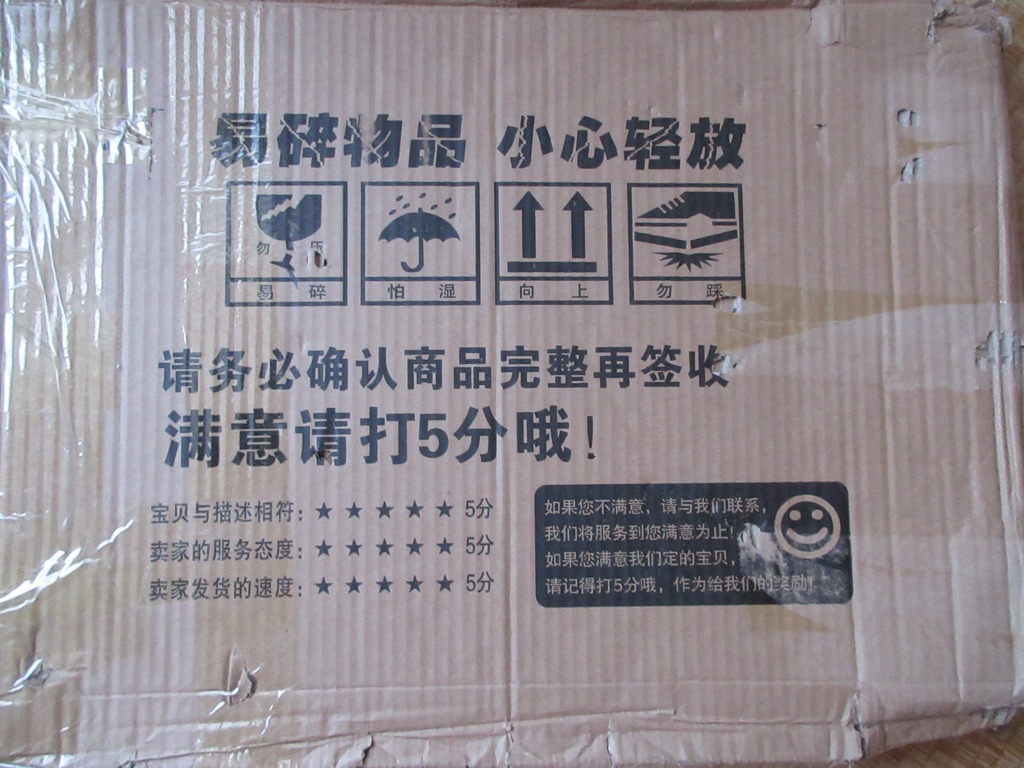 易碎物品 小心轻放
勿 压
易 碎 怕 湿 向 上 勿 踩
请务必确认商品完整再签收
满意请打5分哦!
宝贝与描述相符:★ ★ ★ ★ ★ 5分
卖家的服务态度:★ ★ ★ ★ ★ 5分
卖家发货的速度:★ ★ ★ ★ ★ 5分
如果您不满意,请与我们联系,
我们将服务到您满意为止!
如果您满意我们定的宝贝,
请记得打5分哦,作为给我们的奖励!